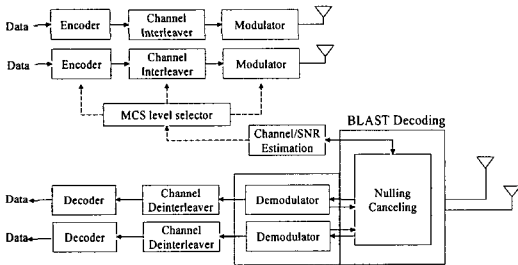 Data
Encoder
Channel
Interleaver
Modulator
Data
Encoder
Channel
Interleaver
Modulator
MCS level selector
BLAST Decoding
Channel/SNR
Estimation
Nulling
Canceling
Data
Decoder
Channel
Deinterleaver
Demodulator
Data
Decoder
Channel
Deinterleaver
Demodulator